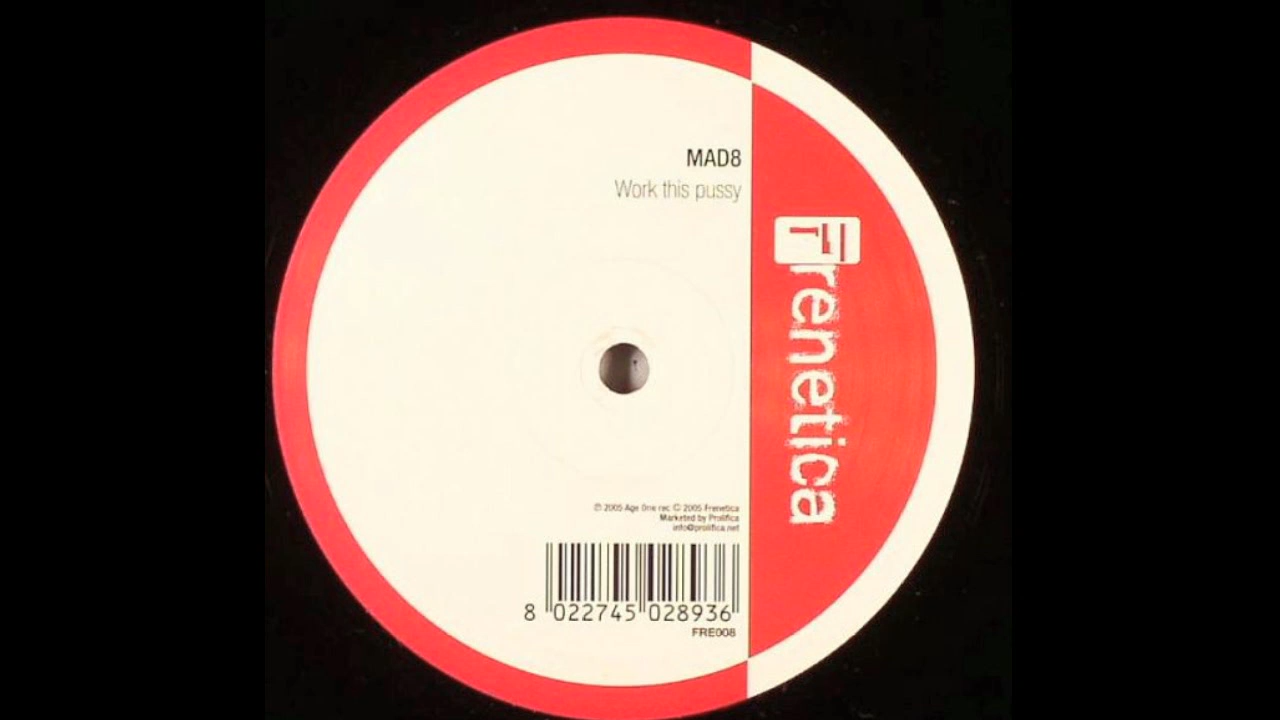 MAD8
Work this pussy
Frenetica
℗ 2005 Age One rec © 2005 Frenetica
Marketed by Prolifica
info@prolifica.net
8 022745 028936
FRE008